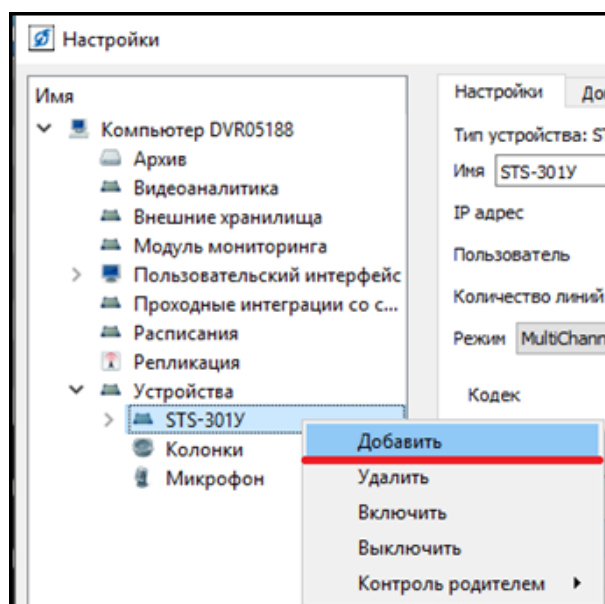 Настройки
Имя
Компьютер DVR05188
Архив
Видеоаналитика
Внешние хранилища
Модуль мониторинга
Пользовательский интерфейс
Проходные интеграции со с...
Расписания
Репликация
Устройства
STS-301У
Колонки
Микрофон
Настройки
Тип устройства:
Имя STS-301У
IP адрес
Пользователь
Количество линий
Режим MultiChann
Кодек
Добавить
Удалить
Включить
Выключить
Контроль родителем